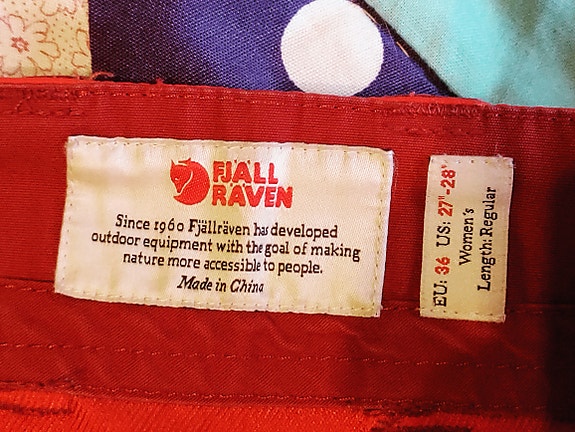 FJÄLL
RÄVEN
Since 1960 Fjällräven has developed
outdoor equipment with the goal of making
nature more accessible to people.
Made in China
EU: 36 US: 27"-28"
Women's
Length: Regular